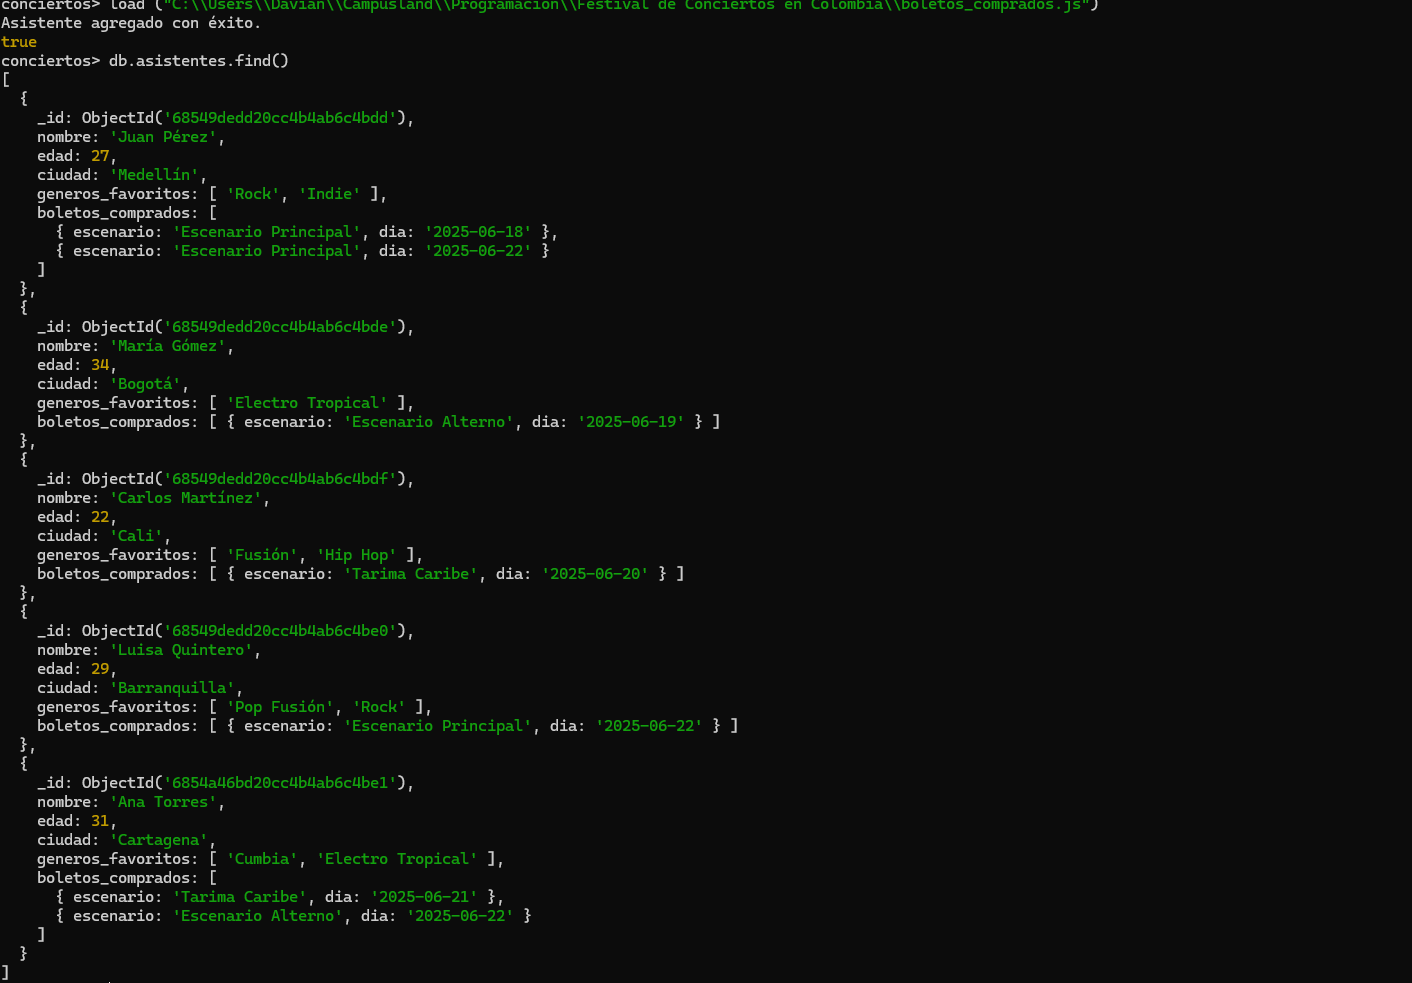 conciertos> load ("C:\\Users\\Davian\\Campusland\\Programacion\\Festival de Conciertos en Colombia\\boletos_comprados.js")
Asistente agregado con éxito.
true
conciertos> db.asistentes.find()
[
  {
    _id: ObjectId('68549dedd20cc4b4ab6c4bdd'),
    nombre: 'Juan Pérez',
    edad: 27,
    ciudad: 'Medellín',
    generos_favoritos: [ 'Rock', 'Indie' ],
    boletos_comprados: [
      { escenario: 'Escenario Principal', dia: '2025-06-18' },
      { escenario: 'Escenario Principal', dia: '2025-06-22' }
    ]
  },
  {
    _id: ObjectId('68549dedd20cc4b4ab6c4bde'),
    nombre: 'María Gómez',
    edad: 34,
    ciudad: 'Bogotá',
    generos_favoritos: [ 'Electro Tropical' ],
    boletos_comprados: [ { escenario: 'Escenario Alterno', dia: '2025-06-19' } ]
  },
  {
    _id: ObjectId('68549dedd20cc4b4ab6c4bdf'),
    nombre: 'Carlos Martínez',
    edad: 22,
    ciudad: 'Cali',
    generos_favoritos: [ 'Fusión', 'Hip Hop' ],
    boletos_comprados: [ { escenario: 'Tarima Caribe', dia: '2025-06-20' } ]
  },
  {
    _id: ObjectId('68549dedd20cc4b4ab6c4be0'),
    nombre: 'Luisa Quintero',
    edad: 29,
    ciudad: 'Barranquilla',
    generos_favoritos: [ 'Pop Fusión', 'Rock' ],
    boletos_comprados: [ { escenario: 'Escenario Principal', dia: '2025-06-22' } ]
  },
  {
    _id: ObjectId('6854a46bd20cc4b4ab6c4be1'),
    nombre: 'Ana Torres',
    edad: 31,
    ciudad: 'Cartagena',
    generos_favoritos: [ 'Cumbia', 'Electro Tropical' ],
    boletos_comprados: [
      { escenario: 'Tarima Caribe', dia: '2025-06-21' },
      { escenario: 'Escenario Alterno', dia: '2025-06-22' }
    ]
  }
]